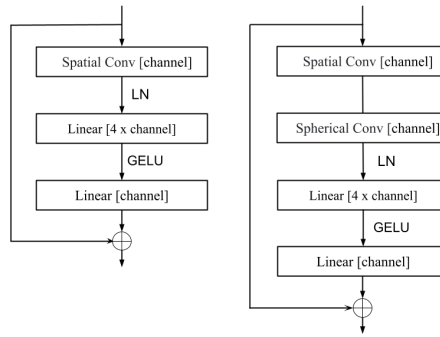 Spatial Conv [channel]
LN
Linear [4 x channel]
GELU
Linear [channel]
Spatial Conv [channel]
Spherical Conv [channel]
LN
Linear [4 x channel]
GELU
Linear [channel]